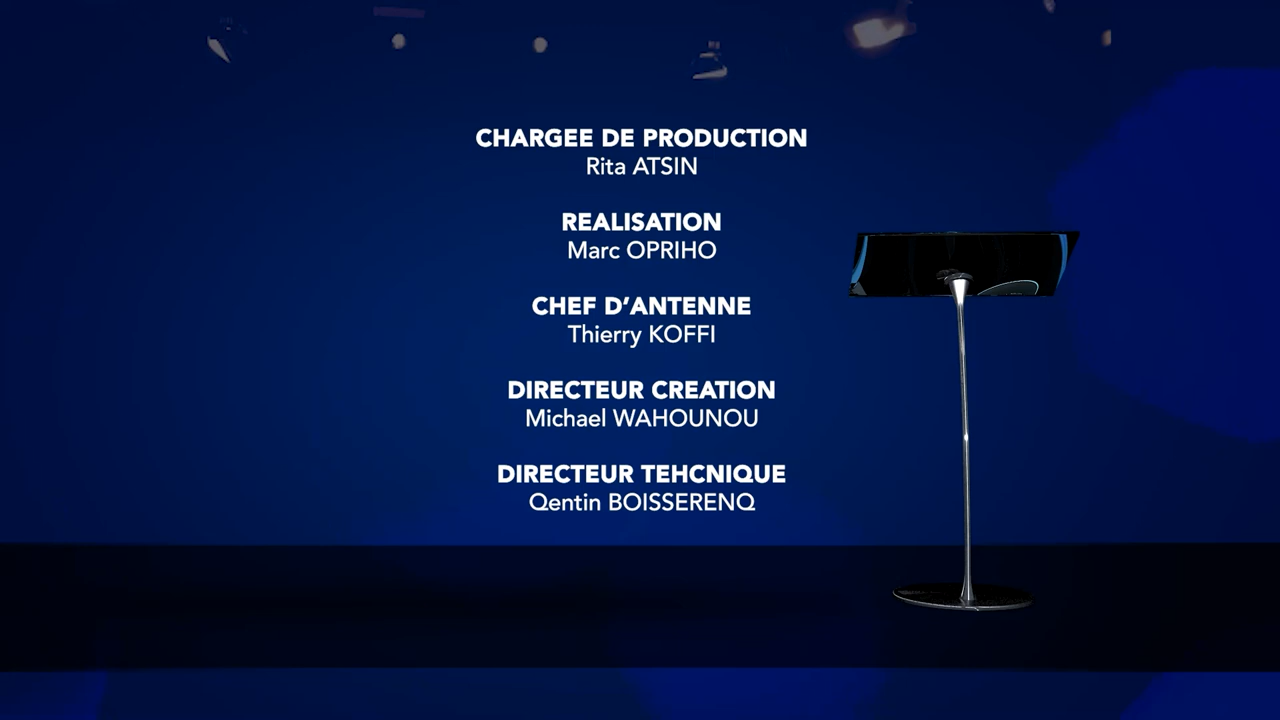 CHARGEE DE PRODUCTION
Rita ATSIN
REALISATION
Marc OPRIHO
CHEF D’ANTENNE
Thierry KOFFI
DIRECTEUR CREATION
Michael WAHOUNOU
DIRECTEUR TEHCNIQUE
Qentin BOISSERENQ